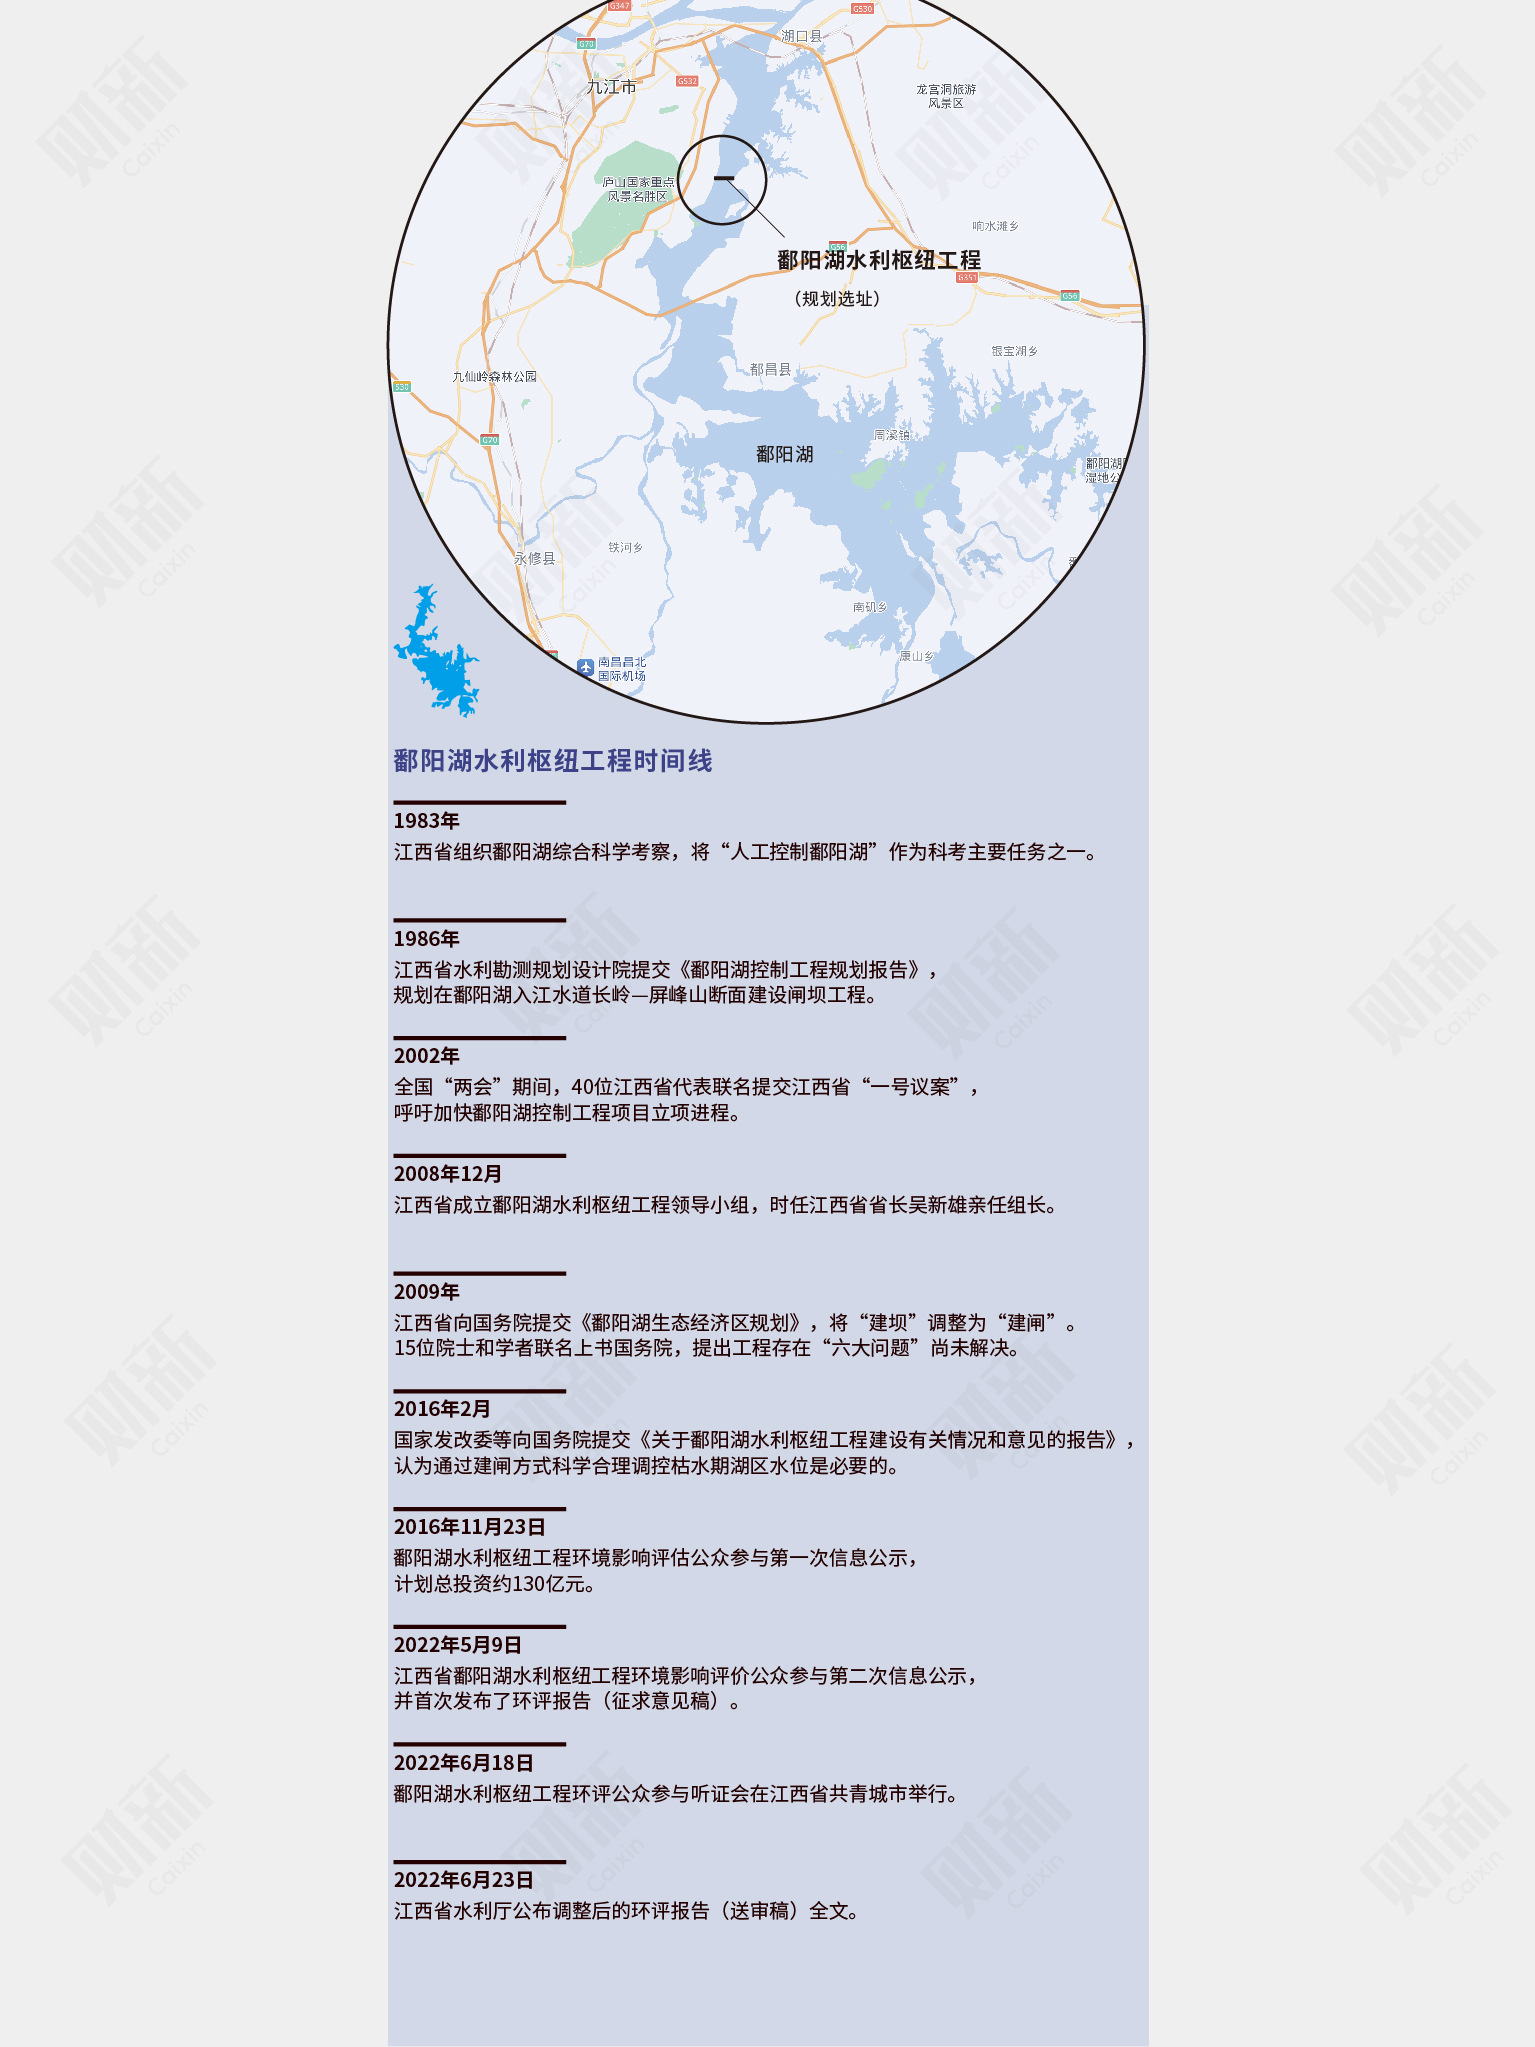 G347
G530
湖口县
G70
G532
九江市
龙宫洞旅游
风景区
庐山国家重点
风景名胜区
响水滩乡
G56
鄱阳湖水利枢纽工程
G351
（规划选址）
G56
银宝湖乡
都昌县
九仙岭森林公园
S30
周溪镇
G70
鄱阳湖
鄱阳湖
湿地公
铁河乡
永修县
南矶乡
康山乡
南昌昌北
国际机场
鄱阳湖水利枢纽工程时间线
1983年
江西省组织鄱阳湖综合科学考察，将“人工控制鄱阳湖”作为科考主要任务之一。
1986年
江西省水利勘测规划设计院提交《鄱阳湖控制工程规划报告》，
规划在鄱阳湖入江水道长岭—屏峰山断面建设闸坝工程。
2002年
全国“两会”期间，40位江西省代表联名提交江西省“一号议案”，
呼吁加快鄱阳湖控制工程项目立项进程。
2008年12月
江西省成立鄱阳湖水利枢纽工程领导小组，时任江西省省长吴新雄亲任组长。
2009年
江西省向国务院提交《鄱阳湖生态经济区规划》，将“建坝”调整为“建闸”。
15位院士和学者联名上书国务院，提出工程存在“六大问题”尚未解决。
2016年2月
国家发改委等向国务院提交《关于鄱阳湖水利枢纽工程建设有关情况和意见的报告》，
认为通过建闸方式科学合理调控枯水期湖区水位是必要的。
2016年11月23日
鄱阳湖水利枢纽工程环境影响评估公众参与第一次信息公示，
计划总投资约130亿元。
2022年5月9日
江西省鄱阳湖水利枢纽工程环境影响评价公众参与第二次信息公示，
并首次发布了环评报告（征求意见稿）。
2022年6月18日
鄱阳湖水利枢纽工程环评公众参与听证会在江西省共青城市举行。
2022年6月23日
江西省水利厅公布调整后的环评报告（送审稿）全文。
财新
Caixin